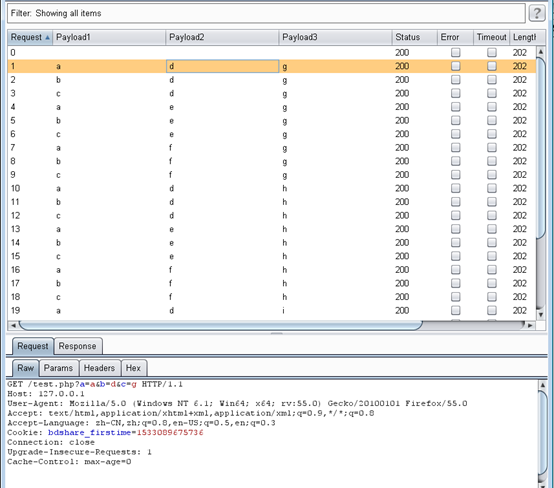 Filter: Showing all items
?
Request Payload1 Payload2 Payload3 Status Error Timeout Length
0 200 202
1 a d g 200 202
2 b d g 200 202
3 c d g 200 202
4 a e g 200 202
5 b e g 200 202
6 c e g 200 202
7 a f g 200 202
8 b f g 200 202
9 c f g 200 202
10 a d h 200 202
11 b d h 200 202
12 c d h 200 202
13 a e h 200 202
14 b e h 200 202
15 c e h 200 202
16 a f h 200 202
17 b f h 200 202
18 c f h 200 202
19 a d i 200 202
Request Response
Raw Params Headers Hex
GET /test.php?a=a&b=d&c=g HTTP/1.1
Host: 127.0.0.1
User-Agent: Mozilla/5.0 (Windows NT 6.1; Win64; x64; rv:55.0) Gecko/20100101 Firefox/55.0
Accept: text/html,application/xhtml+xml,application/xml;q=0.9,*/*;q=0.8
Accept-Language: zh-CN,zh;q=0.8,en-US;q=0.5,en;q=0.3
Cookie: bdshare_firstime=1533089675736
Connection: close
Upgrade-Insecure-Requests: 1
Cache-Control: max-age=0